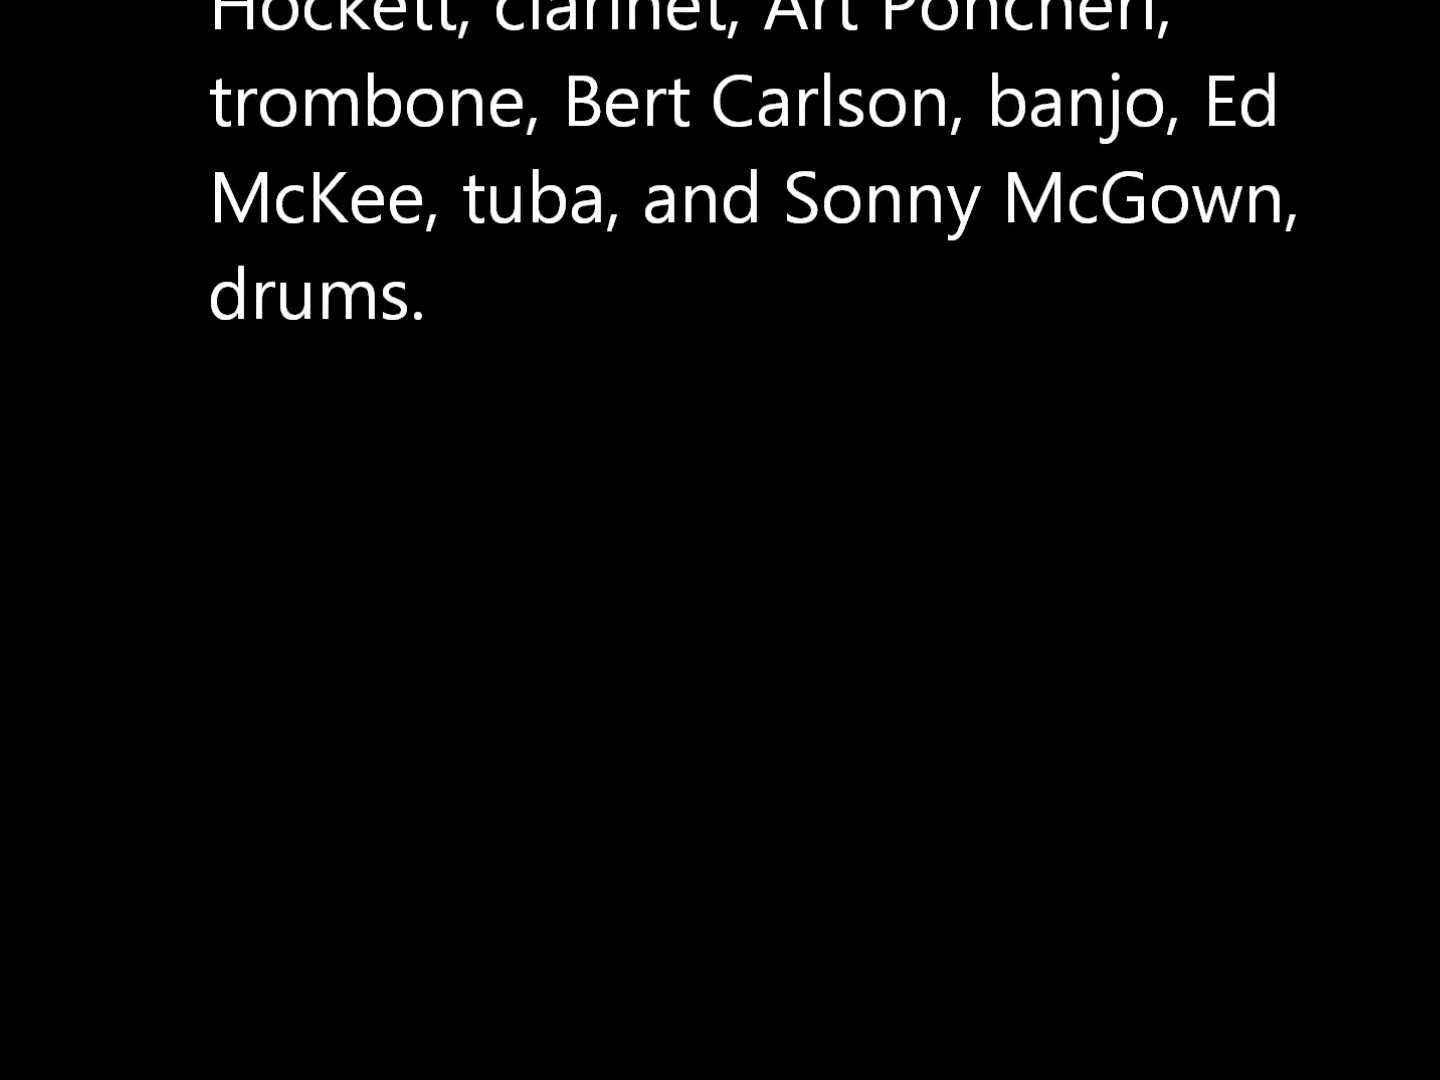 Hockett, clarinet, Art Poncheri,
trombone, Bert Carlson, banjo, Ed
McKee, tuba, and Sonny McGown,
drums.